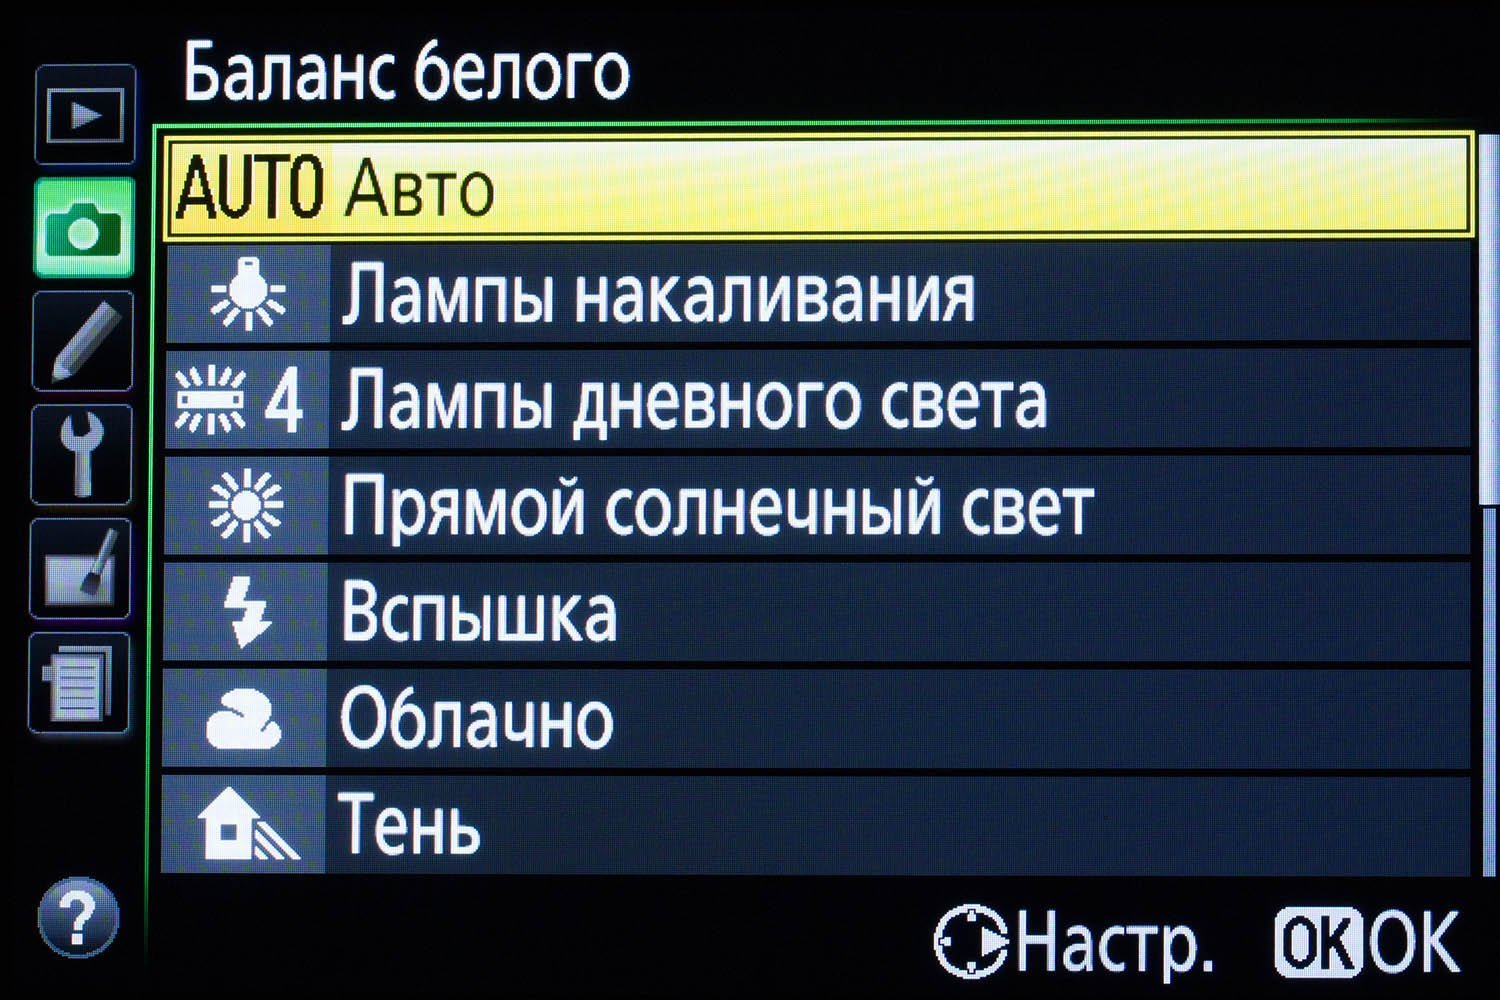 Баланс белого
AUTO Авто
Лампы накаливания
4 Лампы дневного света
Прямой солнечный свет
Вспышка
Облачно
Тень
? Настр. OK OK